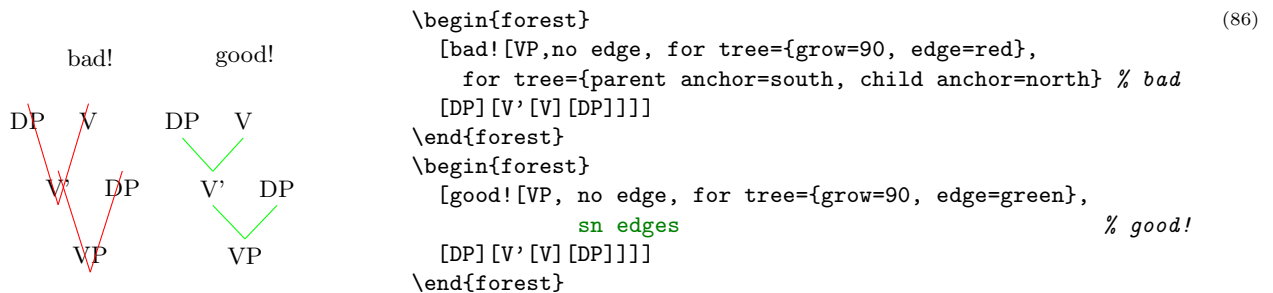 bad! good!
DP V DP V
V' DP V' DP
VP VP
\begin{forest} (86)
[bad![VP,no edge, for tree={grow=90, edge=red},
for tree={parent anchor=south, child anchor=north} % bad
[DP][V'[V][DP]]]]
\end{forest}
\begin{forest}
[good![VP, no edge, for tree={grow=90, edge=green},
sn edges % good!
[DP][V'[V][DP]]]]
\end{forest}